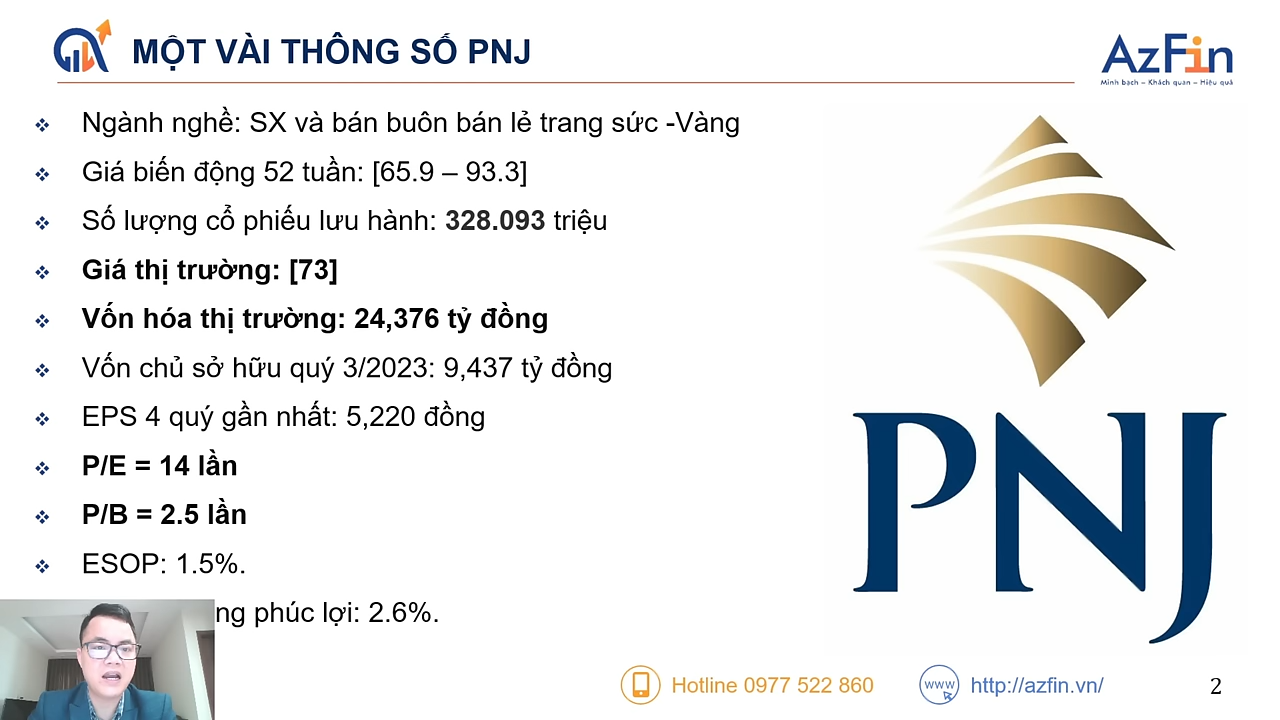 MỘT VÀI THÔNG SỐ PNJ
AzFin
Minh bạch – Khách quan – Hiệu quả
Ngành nghề: SX và bán buôn bán lẻ trang sức -Vàng
Giá biến động 52 tuần: [65.9 – 93.3]
Số lượng cổ phiếu lưu hành: 328.093 triệu
Giá thị trường: [73]
Vốn hóa thị trường: 24,376 tỷ đồng
Vốn chủ sở hữu quý 3/2023: 9,437 tỷ đồng
EPS 4 quý gần nhất: 5,220 đồng
P/E = 14 lần
P/B = 2.5 lần
ESOP: 1.5%.
ng phúc lợi: 2.6%.
PNJ
Hotline 0977 522 860
www
http://azfin.vn/
2